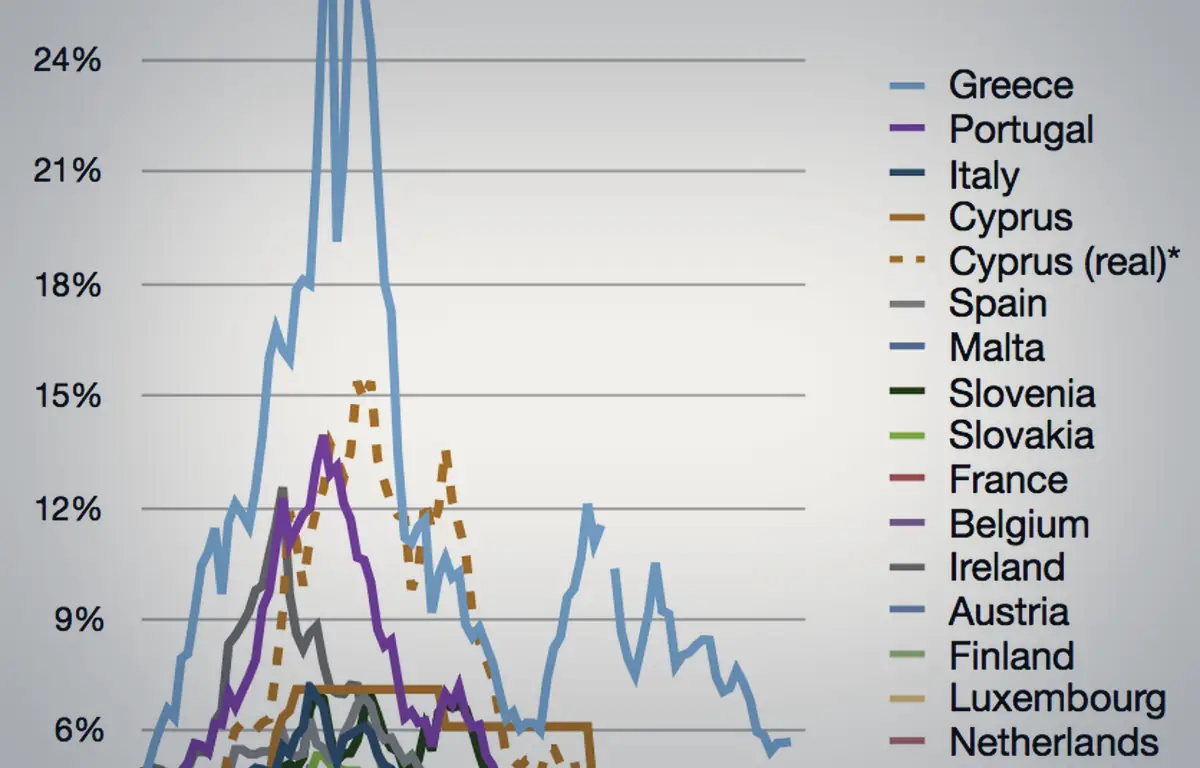 24%
21%
18%
15%
12%
9%
6%
Greece
Portugal
Italy
Cyprus
Cyprus (real)*
Spain
Malta
Slovenia
Slovakia
France
Belgium
Ireland
Austria
Finland
Luxembourg
Netherlands